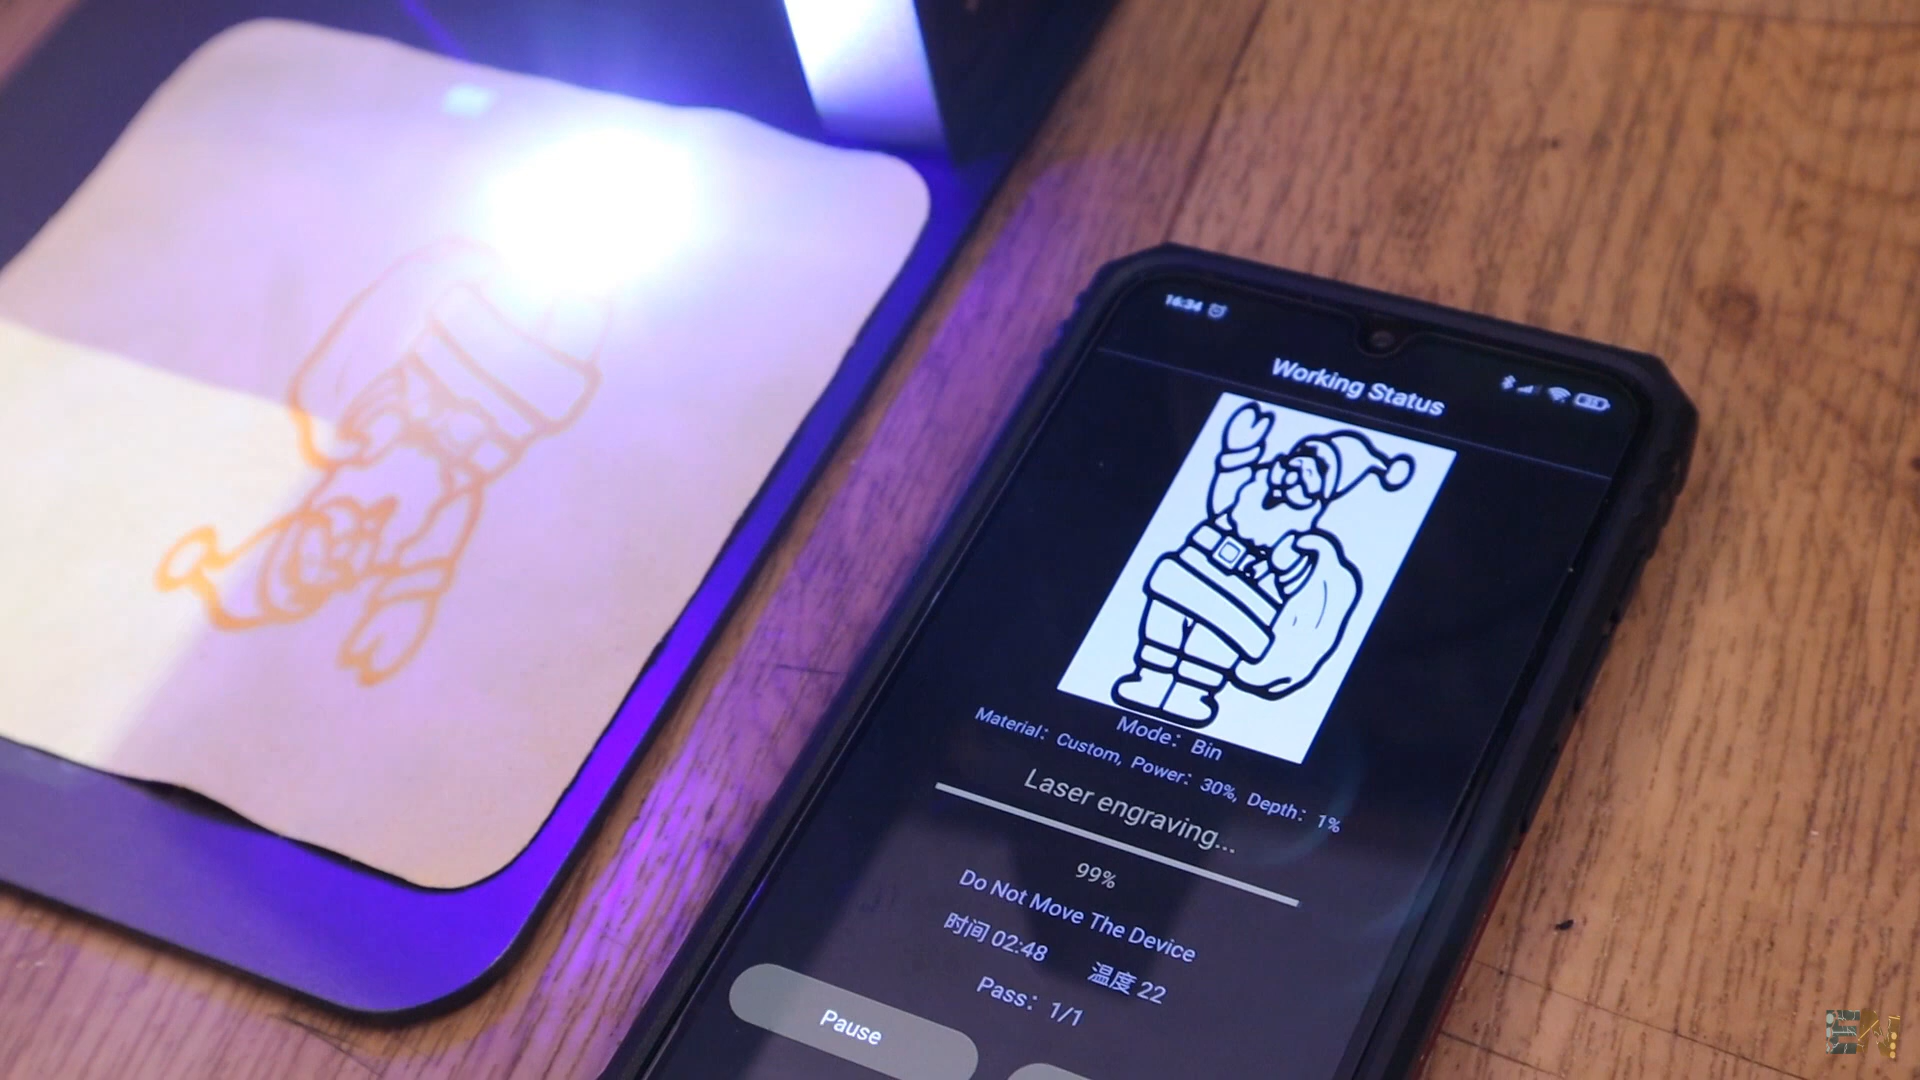 16:34
Working Status
Mode: Bin
Material: Custom, Power: 30%, Depth: 1%
Laser engraving...
99%
Do Not Move The Device
时间 02:48 温度 22
Pass: 1/1
Pause